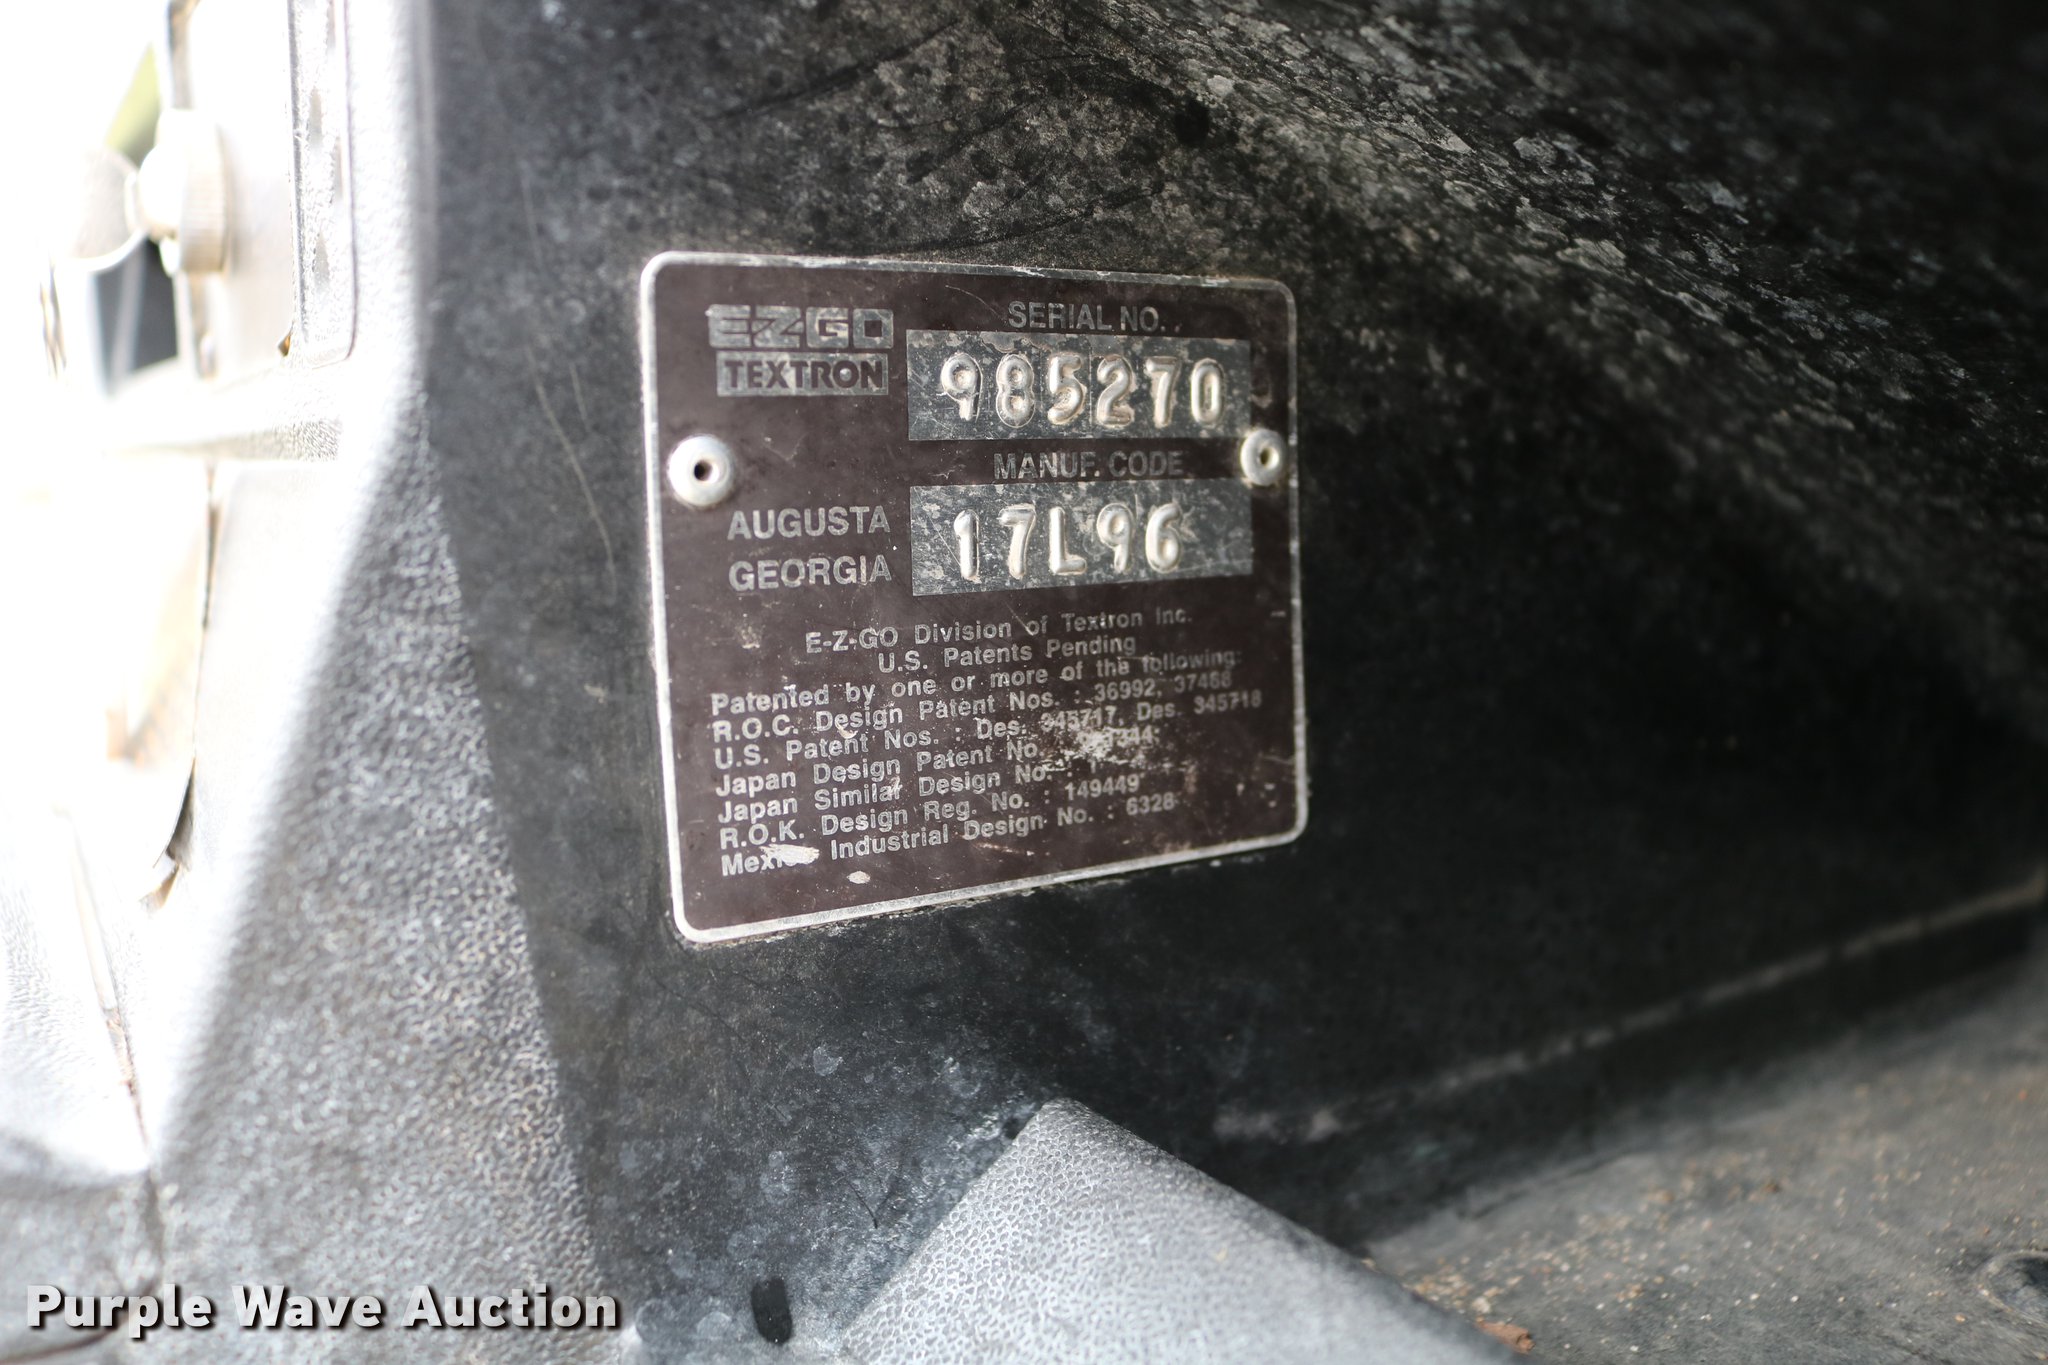 E-Z-GO
TEXTRON
SERIAL NO.
985270
MANUF. CODE
17L96
AUGUSTA
GEORGIA
E-Z-GO Division of Textron Inc.
U.S. Patents Pending
Patented by one or more of the following:
R.O.C. Design Patent Nos. : 36992, 37468
U.S. Patent Nos. : Des. 345717, Des. 345718
Japan Design Patent No.
Japan Similar Design No. :
R.O.K. Design Reg. No. : 149449
Mexico Industrial Design No. : 6328
Purple Wave Auction